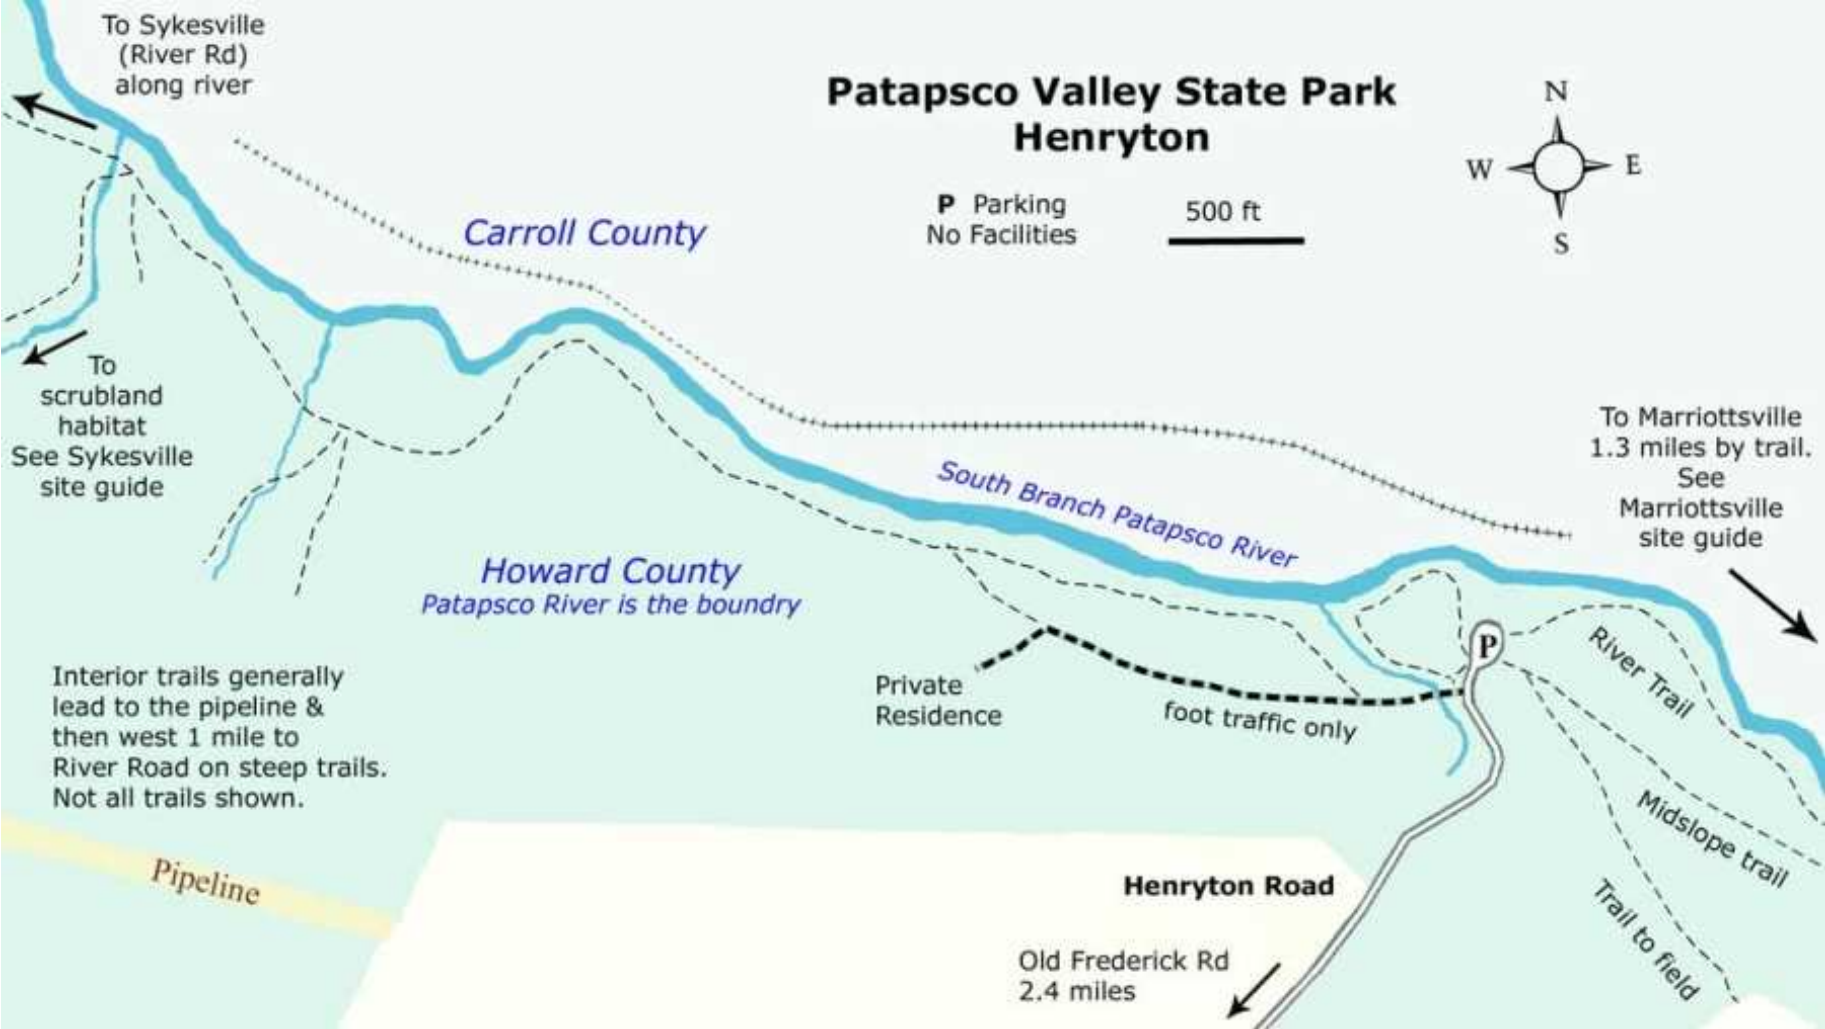 To Sykesville
(River Rd)
along river
Patapsco Valley State Park
Henryton
P Parking
No Facilities
500 ft
N
W
E
S
Carroll County
To
scrubland
habitat
See Sykesville
site guide
South Branch Patapsco River
To Marriottsville
1.3 miles by trail.
See
Marriottsville
site guide
Howard County
Patapsco River is the boundry
P
River Trail
Private
Residence
foot traffic only
Interior trails generally
lead to the pipeline &
then west 1 mile to
River Road on steep trails.
Not all trails shown.
Midslope trail
Pipeline
Henryton Road
Trail to field
Old Frederick Rd
2.4 miles